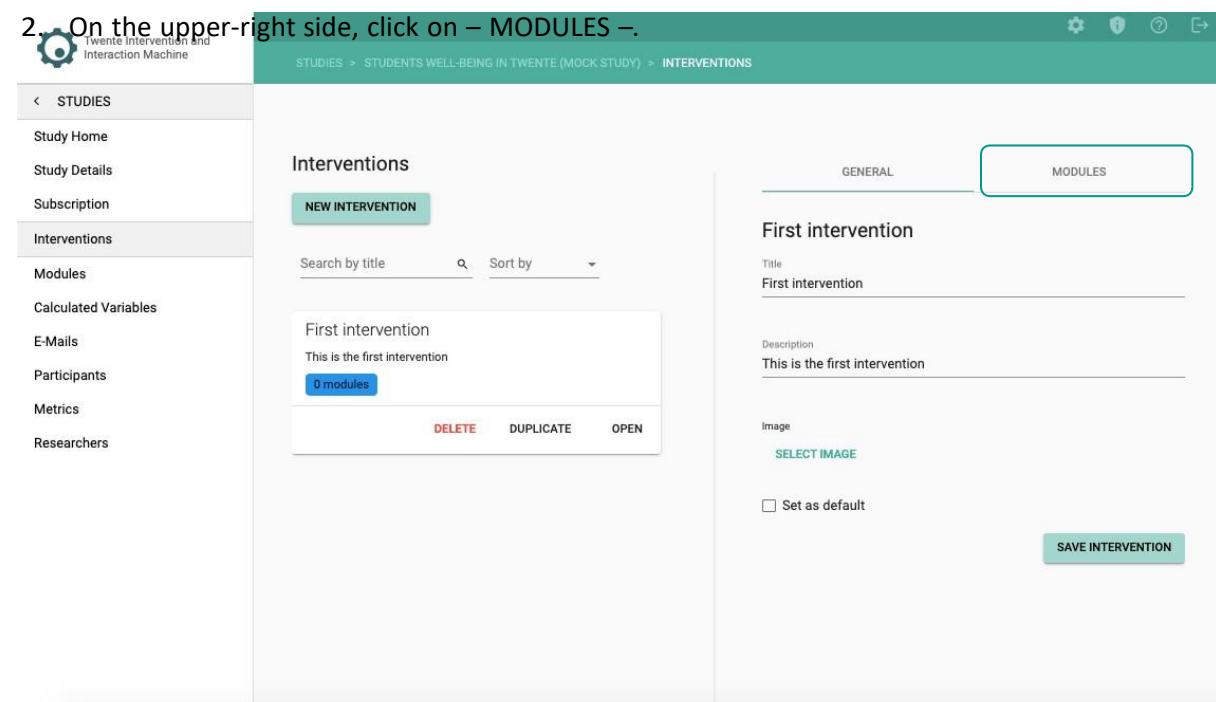 2. On the upper-right side, click on – MODULES –.
Twente Intervention and
Interaction Machine
STUDIES > STUDENTS WELL-BEING IN TWENTE (MOCK STUDY) > INTERVENTIONS
< STUDIES
Study Home
Study Details
Subscription
Interventions
Modules
Calculated Variables
E-Mails
Participants
Metrics
Researchers
Interventions
NEW INTERVENTION
Search by title Sort by
First intervention
This is the first intervention
0 modules
DELETE DUPLICATE OPEN
GENERAL MODULES
First intervention
Title
First intervention
Description
This is the first intervention
Image
SELECT IMAGE
Set as default
SAVE INTERVENTION